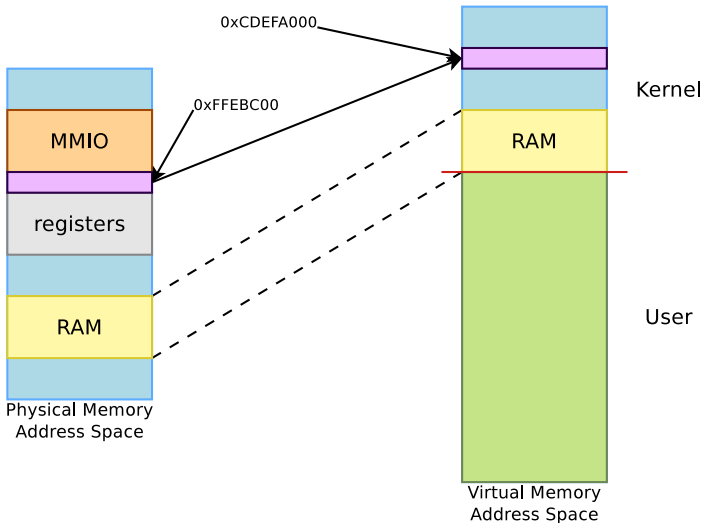 0xCDEFA000
Kernel
0xFFEBC00
MMIO
RAM
registers
RAM
User
Physical Memory
Address Space
Virtual Memory
Address Space